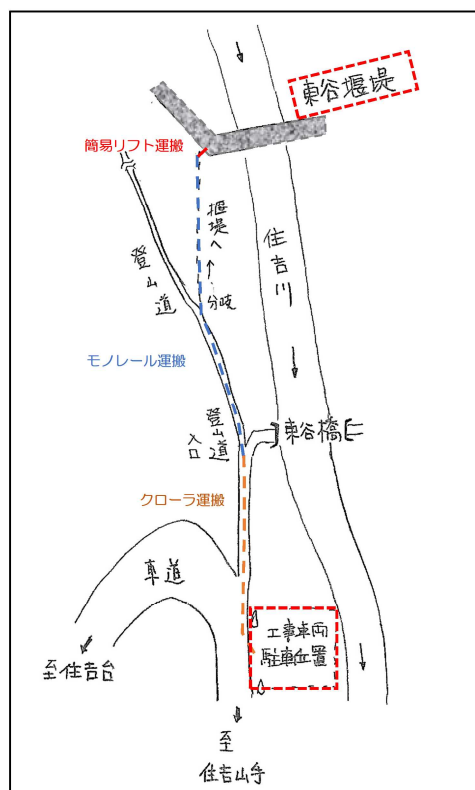 東谷堰堤
簡易リフト運搬
堰堤へ
分岐
登山道
住吉川
モノレール運搬
登山道
入口
東谷橋
クローラ運搬
車道
工事車両
駐車位置
至住吉台
至
住吉山手